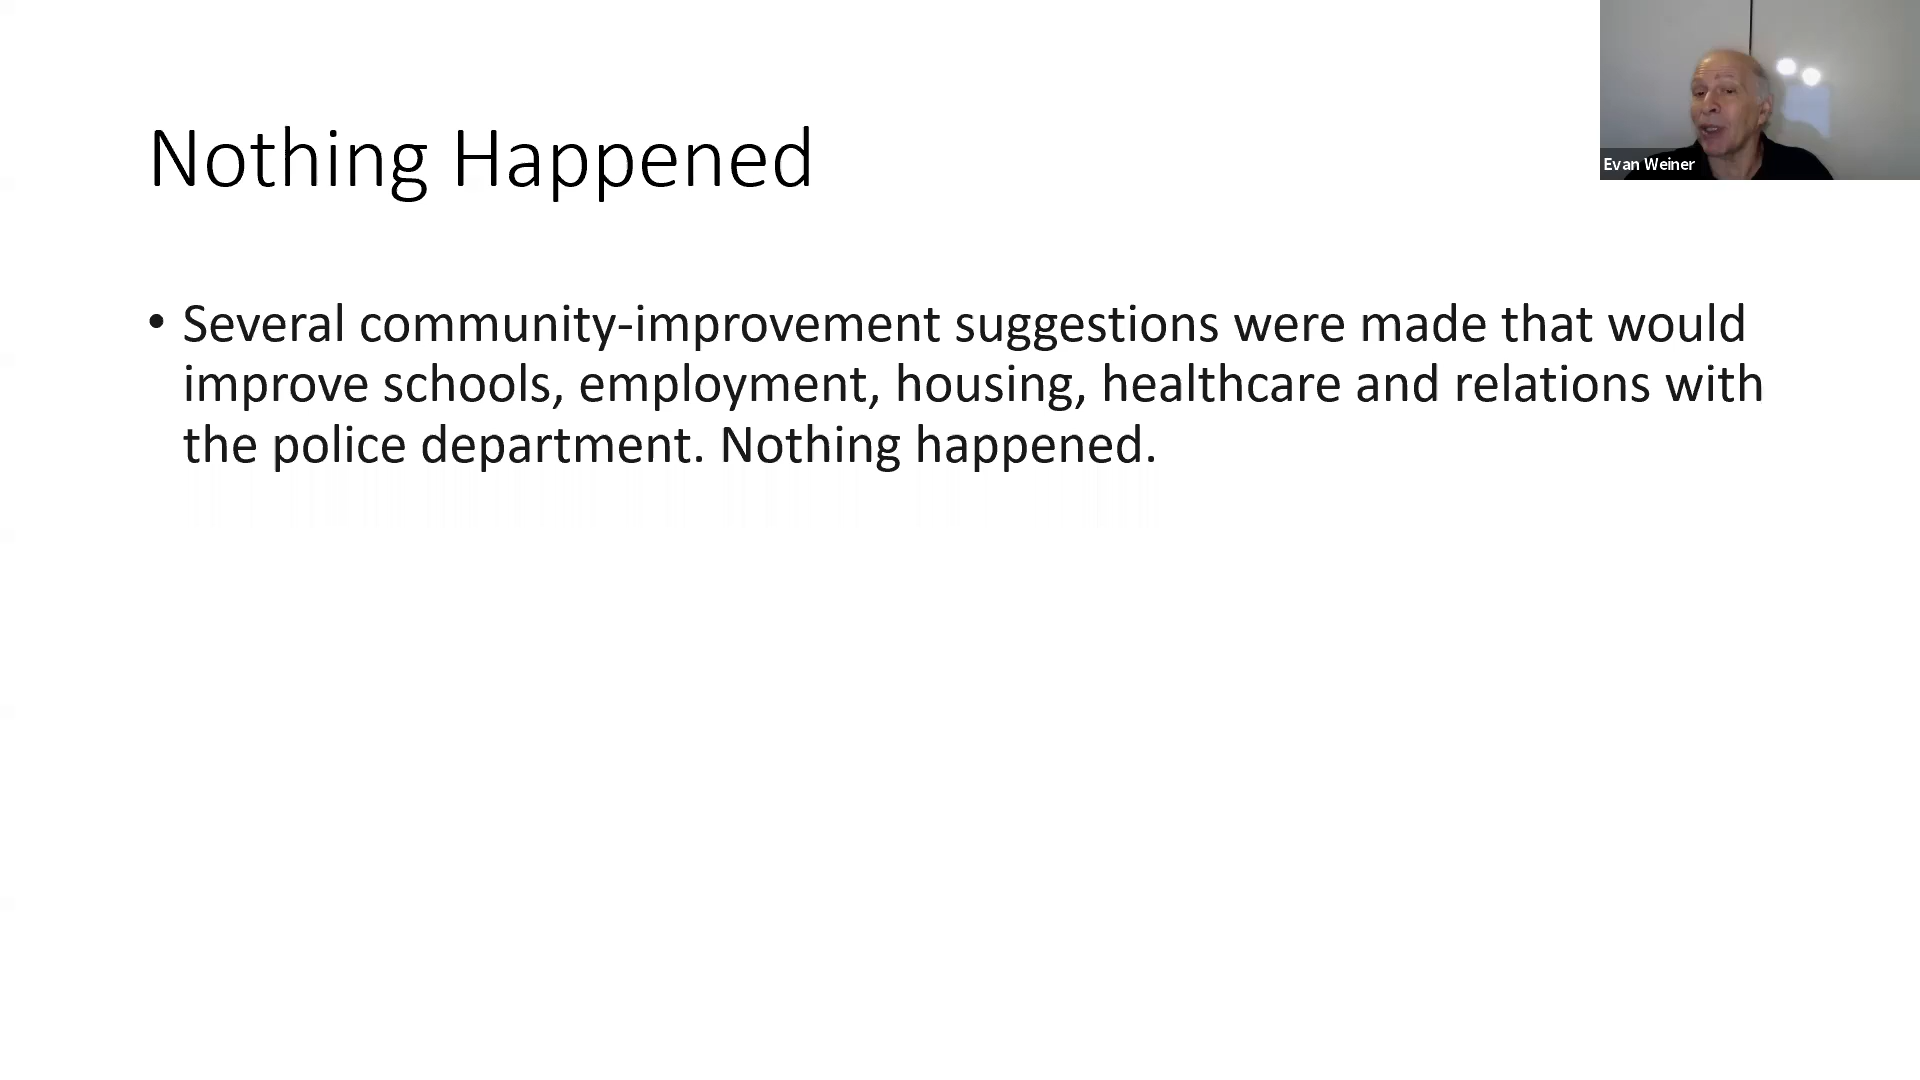 Nothing Happened
Evan Weiner
• Several community-improvement suggestions were made that would
improve schools, employment, housing, healthcare and relations with
the police department. Nothing happened.